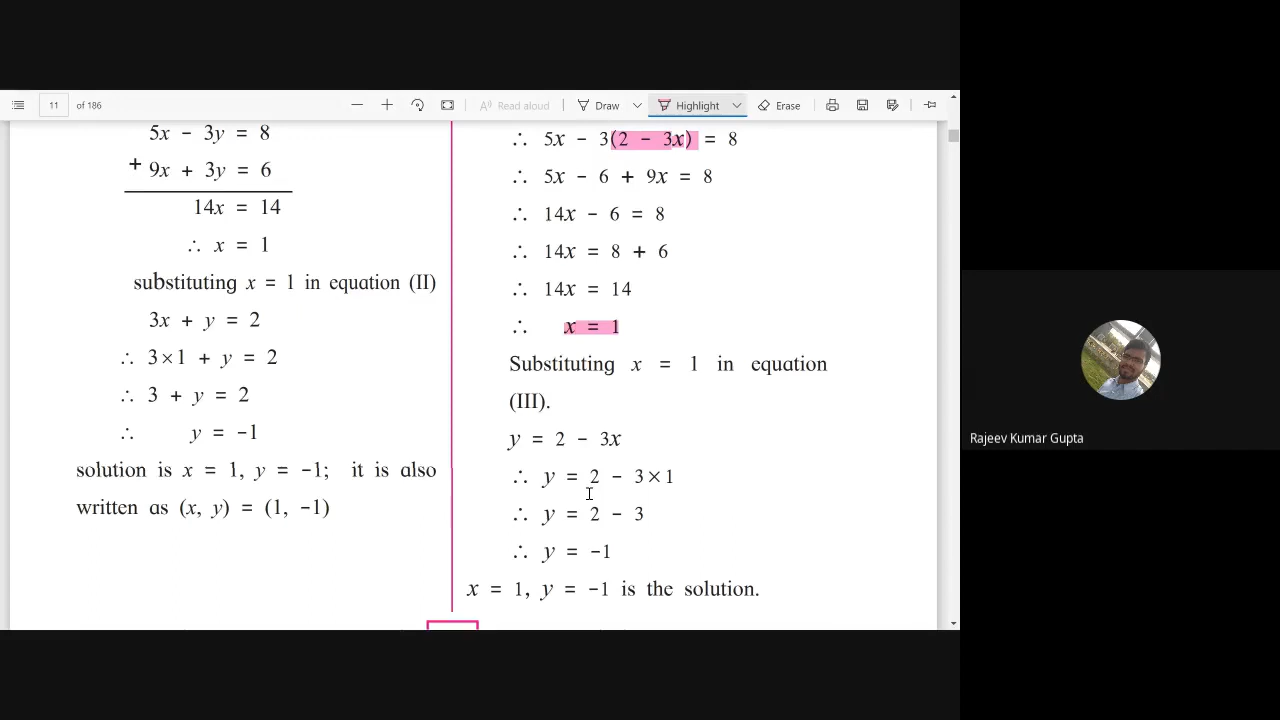 11 of 186
Read aloud
Draw
Highlight
Erase
5x - 3y = 8
+ 9x + 3y = 6
14x = 14
∴ x = 1
substituting x = 1 in equation (II)
3x + y = 2
∴ 3×1 + y = 2
∴ 3 + y = 2
∴ y = -1
solution is x = 1, y = -1; it is also
written as (x, y) = (1, -1)
∴ 5x - 3(2 - 3x) = 8
∴ 5x - 6 + 9x = 8
∴ 14x - 6 = 8
∴ 14x = 8 + 6
∴ 14x = 14
∴ x = 1
Substituting x = 1 in equation
(III).
y = 2 - 3x
∴ y = 2 - 3×1
∴ y = 2 - 3
∴ y = -1
x = 1, y = -1 is the solution.
Rajeev Kumar Gupta